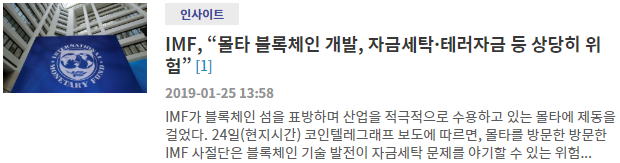 인사이트
IMF, “몰타 블록체인 개발, 자금세탁·테러자금 등 상당히 위
험” [1]
2019-01-25 13:58
IMF가 블록체인 섬을 표방하며 산업을 적극적으로 수용하고 있는 몰타에 제동을
걸었다. 24일(현지시간) 코인텔레그래프 보도에 따르면, 몰타를 방문한 방문한
IMF 사절단은 블록체인 기술 발전이 자금세탁 문제를 야기할 수 있는 위험...
INTERNATIONAL
MONETARY FUND